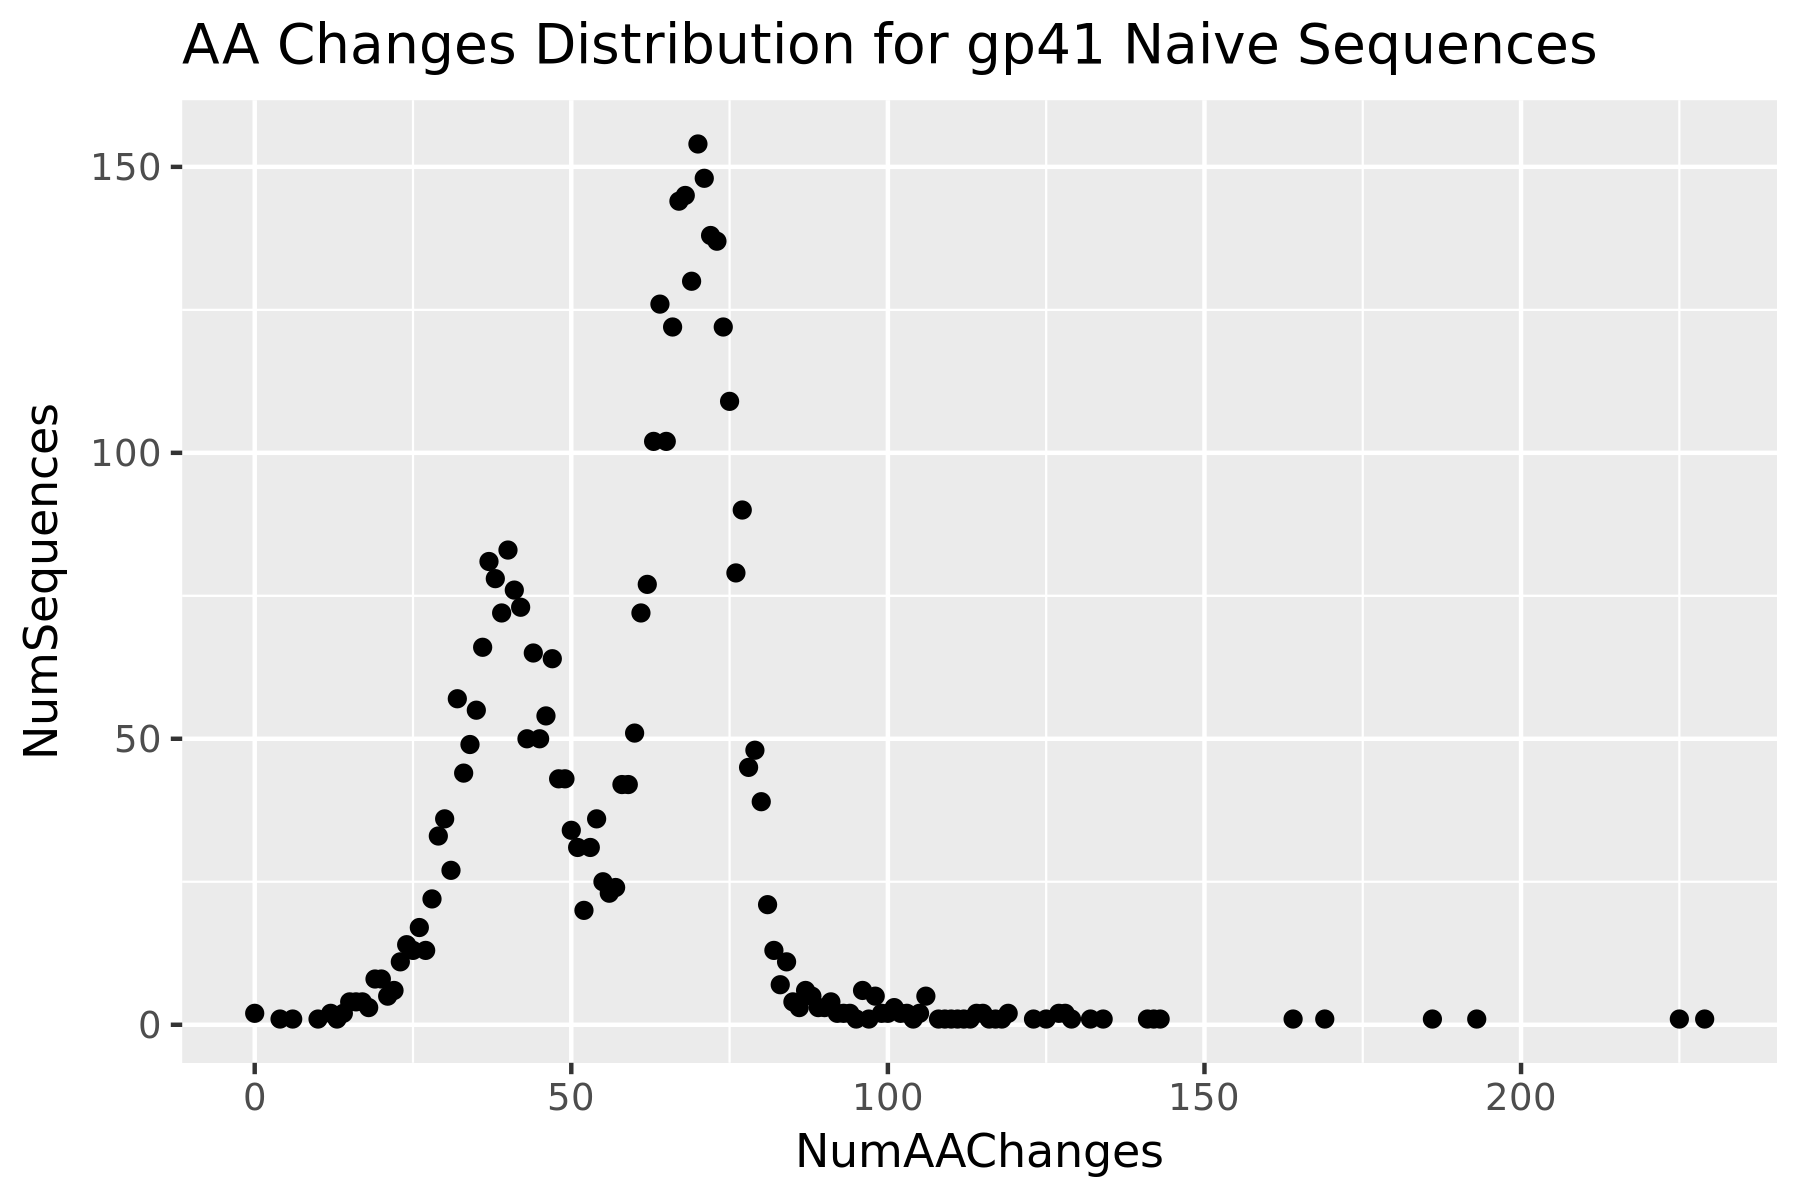 AA Changes Distribution for gp41 Naive Sequences
NumSequences
150
100
50
0
0 50 100 150 200
NumAAChanges